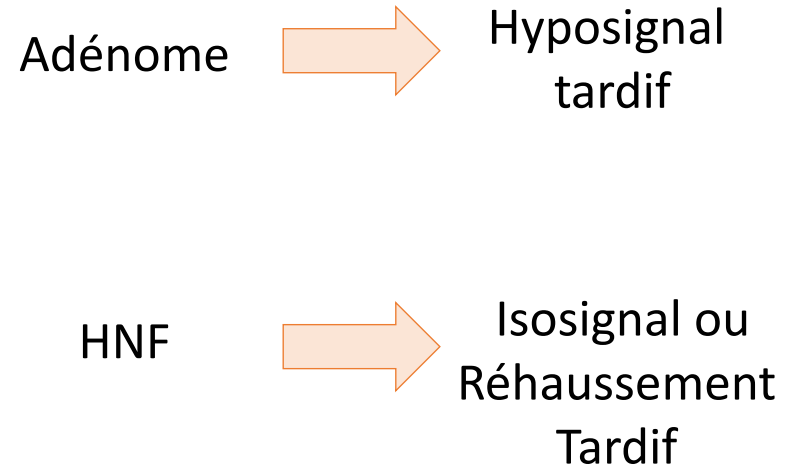 Adénome
Hyposignal
tardif
HNF
Isosignal ou
Réhaussement
Tardif